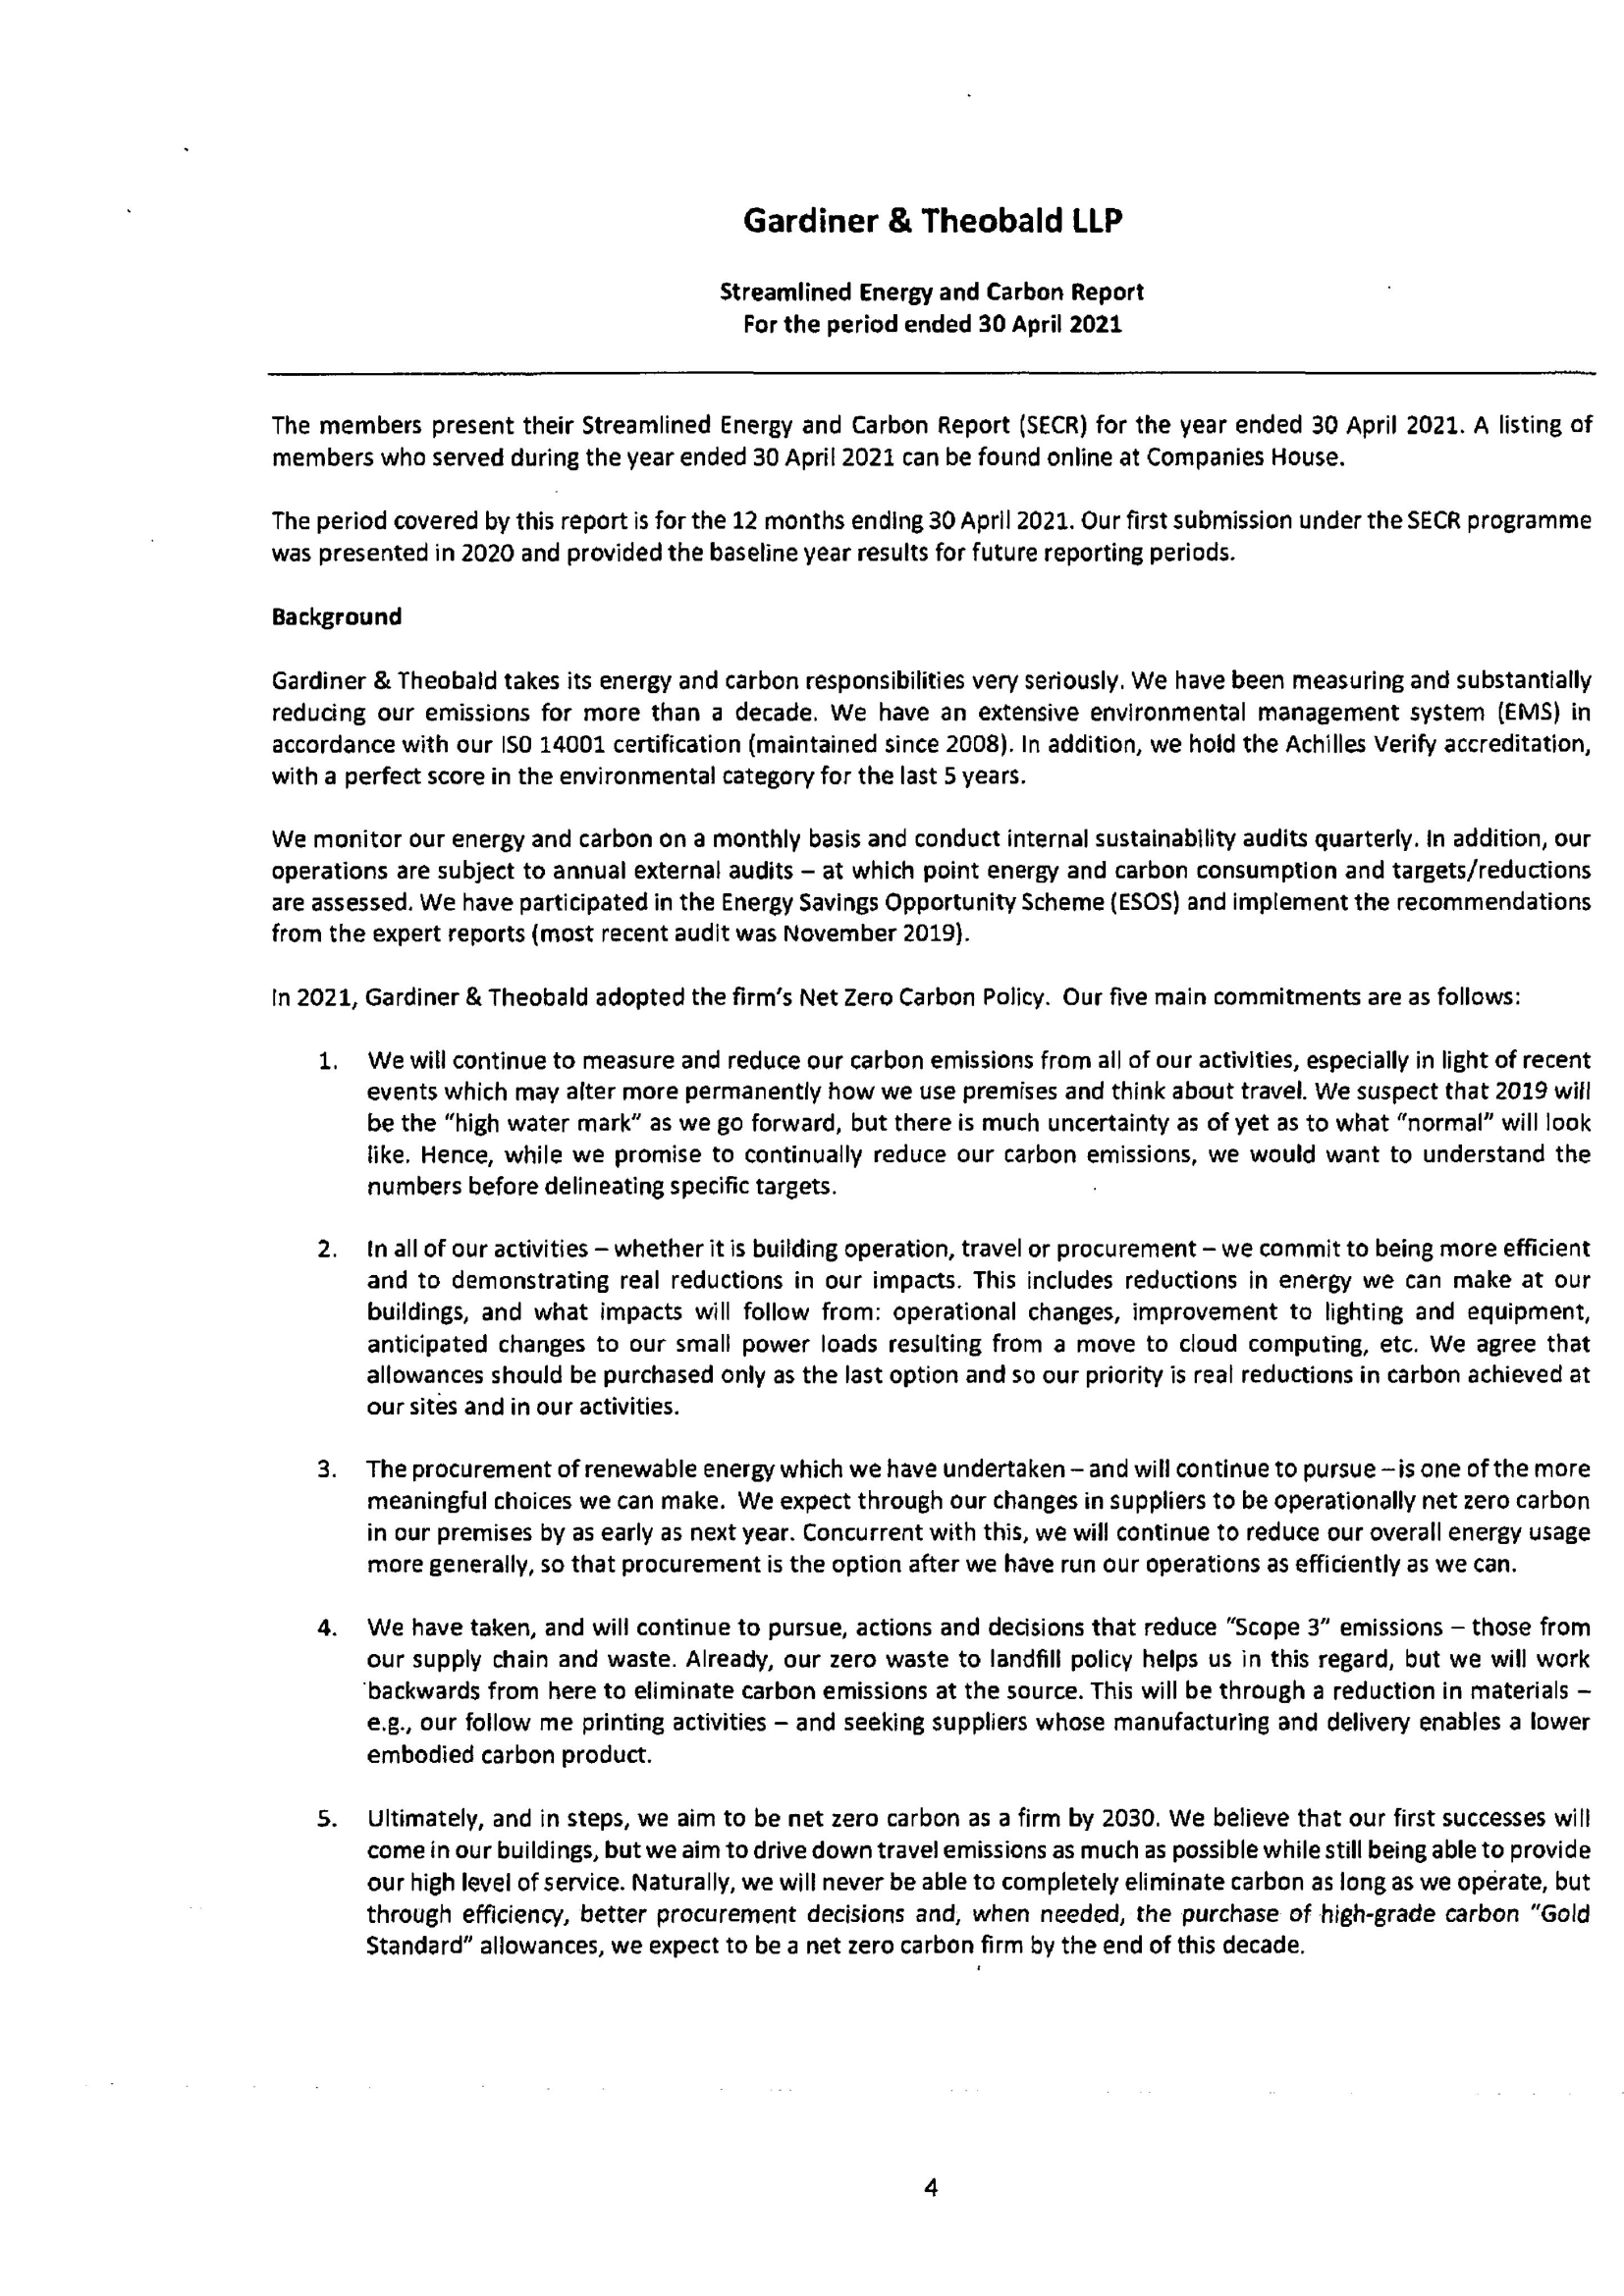 Gardiner & Theobald LLP
Streamlined Energy and Carbon Report
For the period ended 30 April 2021
The members present their Streamlined Energy and Carbon Report (SECR) for the year ended 30 April 2021. A listing of
members who served during the year ended 30 April 2021 can be found online at Companies House.
The period covered by this report is for the 12 months ending 30 April 2021. Our first submission under the SECR programme
was presented in 2020 and provided the baseline year results for future reporting periods.
Background
Gardiner & Theobald takes its energy and carbon responsibilities very seriously. We have been measuring and substantially
reducing our emissions for more than a decade. We have an extensive environmental management system (EMS) in
accordance with our ISO 14001 certification (maintained since 2008). In addition, we hold the Achilles Verify accreditation,
with a perfect score in the environmental category for the last 5 years.
We monitor our energy and carbon on a monthly basis and conduct internal sustainability audits quarterly. In addition, our
operations are subject to annual external audits – at which point energy and carbon consumption and targets/reductions
are assessed. We have participated in the Energy Savings Opportunity Scheme (ESOS) and implement the recommendations
from the expert reports (most recent audit was November 2019).
In 2021, Gardiner & Theobald adopted the firm's Net Zero Carbon Policy. Our five main commitments are as follows:
1. We will continue to measure and reduce our carbon emissions from all of our activities, especially in light of recent
events which may alter more permanently how we use premises and think about travel. We suspect that 2019 will
be the "high water mark" as we go forward, but there is much uncertainty as of yet as to what "normal" will look
like. Hence, while we promise to continually reduce our carbon emissions, we would want to understand the
numbers before delineating specific targets.
2. In all of our activities – whether it is building operation, travel or procurement – we commit to being more efficient
and to demonstrating real reductions in our impacts. This includes reductions in energy we can make at our
buildings, and what impacts will follow from: operational changes, improvement to lighting and equipment,
anticipated changes to our small power loads resulting from a move to cloud computing, etc. We agree that
allowances should be purchased only as the last option and so our priority is real reductions in carbon achieved at
our sites and in our activities.
3. The procurement of renewable energy which we have undertaken – and will continue to pursue – is one of the more
meaningful choices we can make. We expect through our changes in suppliers to be operationally net zero carbon
in our premises by as early as next year. Concurrent with this, we will continue to reduce our overall energy usage
more generally, so that procurement is the option after we have run our operations as efficiently as we can.
4. We have taken, and will continue to pursue, actions and decisions that reduce "Scope 3" emissions – those from
our supply chain and waste. Already, our zero waste to landfill policy helps us in this regard, but we will work
backwards from here to eliminate carbon emissions at the source. This will be through a reduction in materials –
e.g., our follow me printing activities – and seeking suppliers whose manufacturing and delivery enables a lower
embodied carbon product.
5. Ultimately, and in steps, we aim to be net zero carbon as a firm by 2030. We believe that our first successes will
come in our buildings, but we aim to drive down travel emissions as much as possible while still being able to provide
our high level of service. Naturally, we will never be able to completely eliminate carbon as long as we operate, but
through efficiency, better procurement decisions and, when needed, the purchase of high-grade carbon "Gold
Standard" allowances, we expect to be a net zero carbon firm by the end of this decade.
4